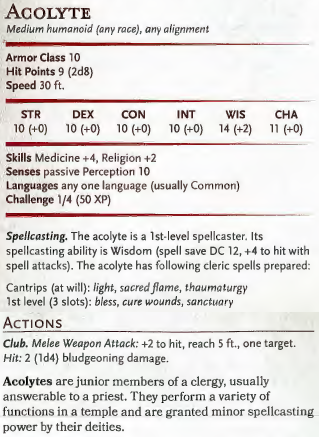 ACOLYTE
Medium humanoid (any race), any alignment
Armor Class 10
Hit Points 9 (2d8)
Speed 30 ft.
STR DEX CON INT WIS CHA
10 (+0) 10 (+0) 10 (+0) 10 (+0) 14 (+2) 11 (+0)
Skills Medicine +4, Religion +2
Senses passive Perception 10
Languages any one language (usually Common)
Challenge 1/4 (50 XP)
Spellcasting. The acolyte is a 1st-level spellcaster. Its
spellcasting ability is Wisdom (spell save DC 12, +4 to hit with
spell attacks). The acolyte has following cleric spells prepared:
Cantrips (at will): light, sacred flame, thaumaturgy
1st level (3 slots): bless, cure wounds, sanctuary
ACTIONS
Club. Melee Weapon Attack: +2 to hit, reach 5 ft., one target.
Hit: 2 (1d4) bludgeoning damage.
Acolytes are junior members of a clergy, usually
answerable to a priest. They perform a variety of
functions in a temple and are granted minor spellcasting
power by their deities.